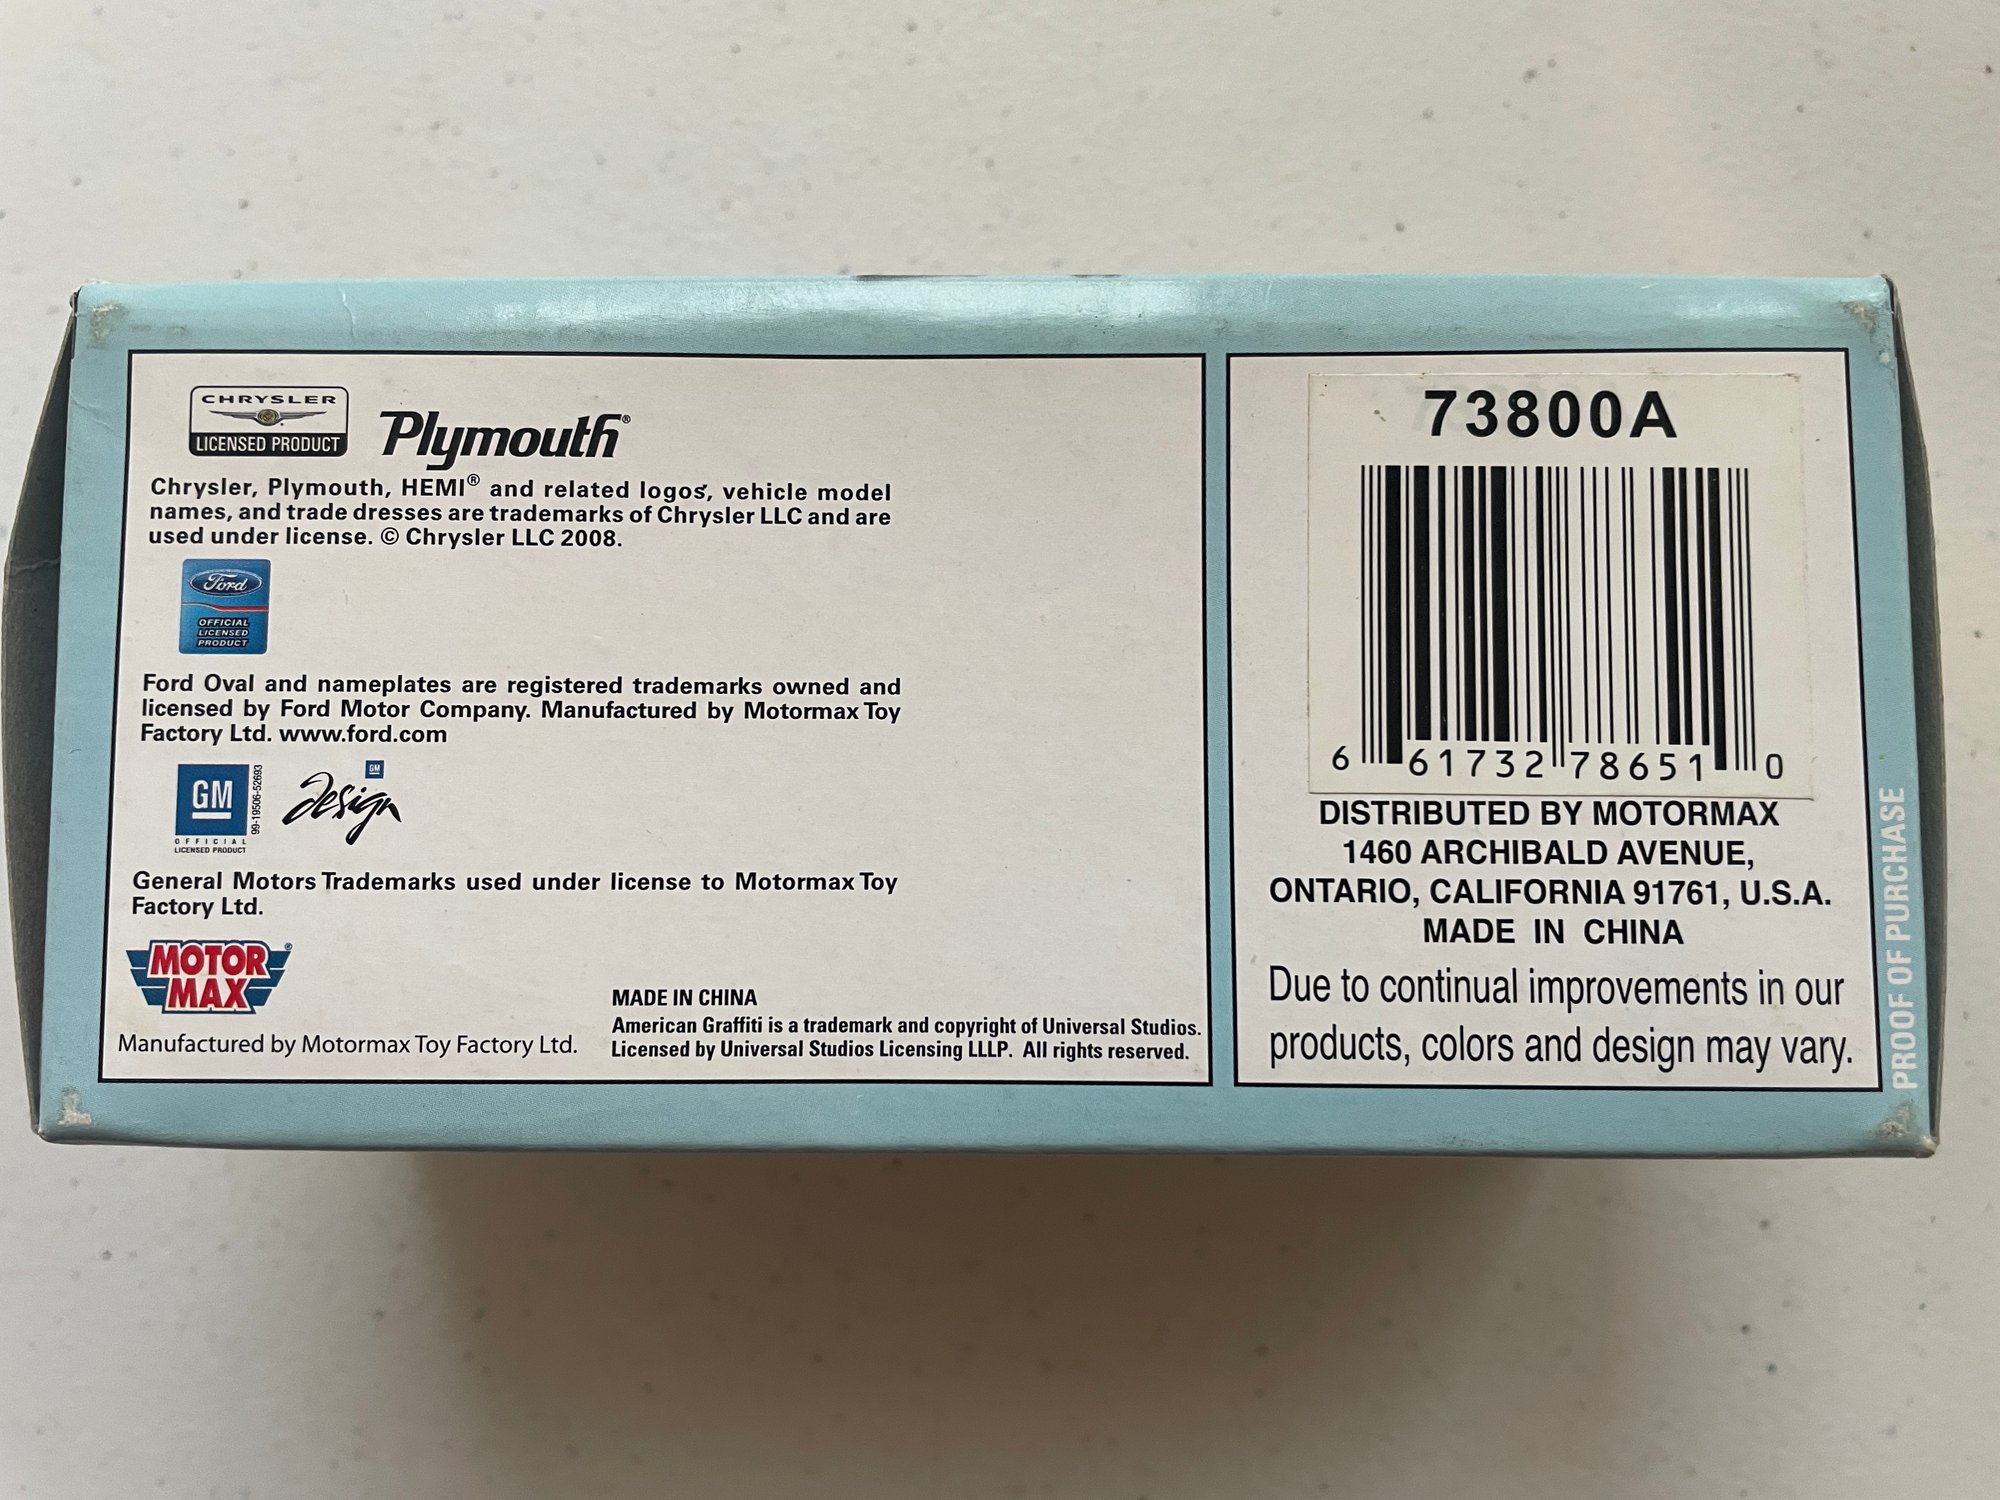 CHRYSLER
LICENSED PRODUCT
Plymouth®
Chrysler, Plymouth, HEMI® and related logos, vehicle model
names, and trade dresses are trademarks of Chrysler LLC and are
used under license. © Chrysler LLC 2008.
Ford
OFFICIAL
LICENSED
PRODUCT
Ford Oval and nameplates are registered trademarks owned and
licensed by Ford Motor Company. Manufactured by Motormax Toy
Factory Ltd. www.ford.com
GM
OFFICIAL
LICENSED PRODUCT
99-19506-52693
GM
Design
General Motors Trademarks used under license to Motormax Toy
Factory Ltd.
MOTOR
MAX®
Manufactured by Motormax Toy Factory Ltd.
MADE IN CHINA
American Graffiti is a trademark and copyright of Universal Studios.
Licensed by Universal Studios Licensing LLLP. All rights reserved.
73800A
6 61732 78651 0
DISTRIBUTED BY MOTORMAX
1460 ARCHIBALD AVENUE,
ONTARIO, CALIFORNIA 91761, U.S.A.
MADE IN CHINA
Due to continual improvements in our
products, colors and design may vary.
PROOF OF PURCHASE